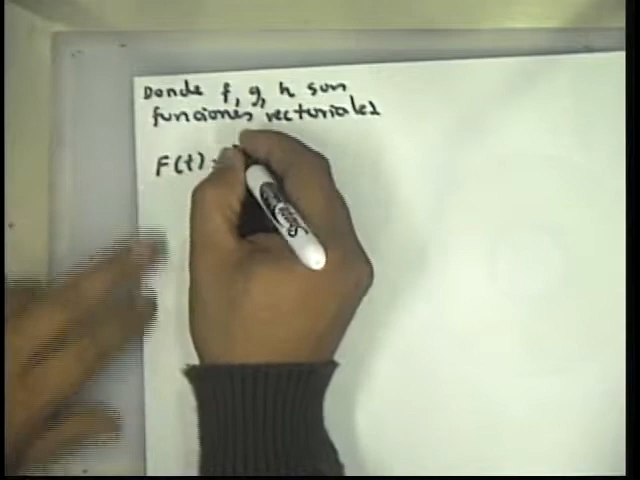 Donde f, g, h son
funciones vectoriales
F(t) =